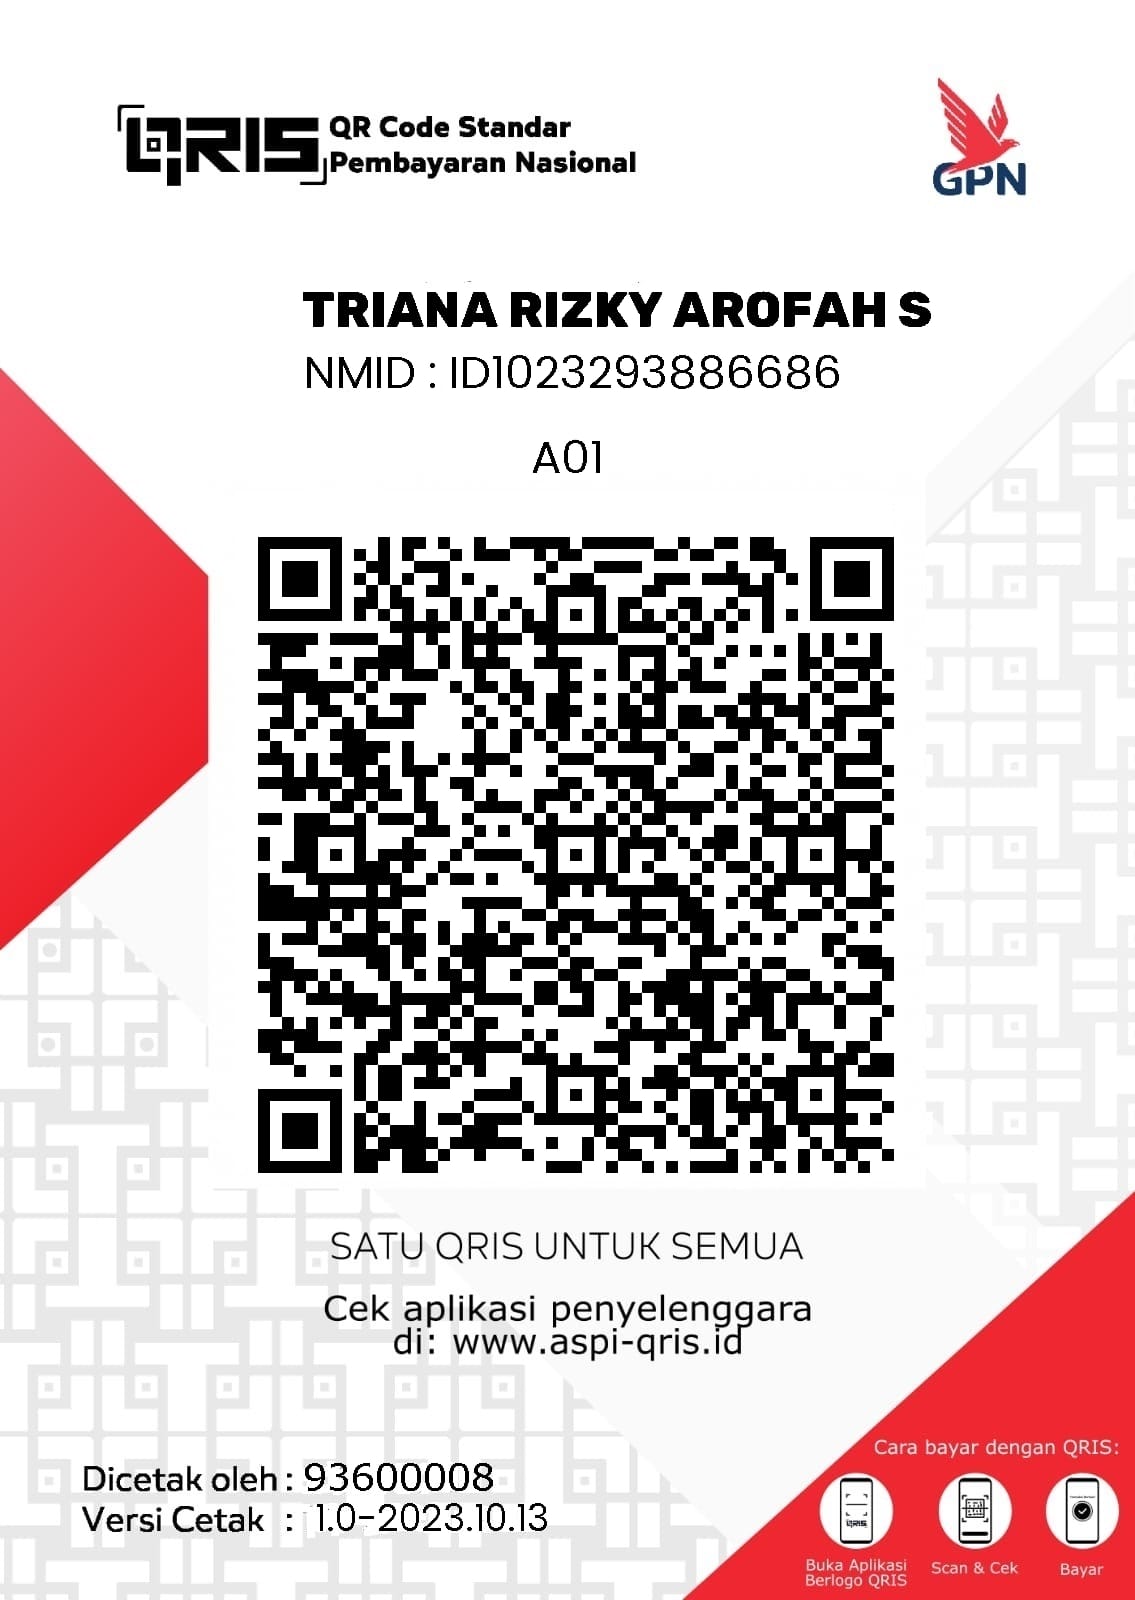 QRIS QR Code Standar
Pembayaran Nasional
GPN
TRIANA RIZKY AROFAH S
NMID : ID1023293886686
A01
SATU QRIS UNTUK SEMUA
Cek aplikasi penyelenggara
di: www.aspi-qris.id
Dicetak oleh : 93600008
Versi Cetak : 1.0-2023.10.13
Cara bayar dengan QRIS:
QRIS
Buka Aplikasi
Berlogo QRIS
Scan & Cek
Bayar